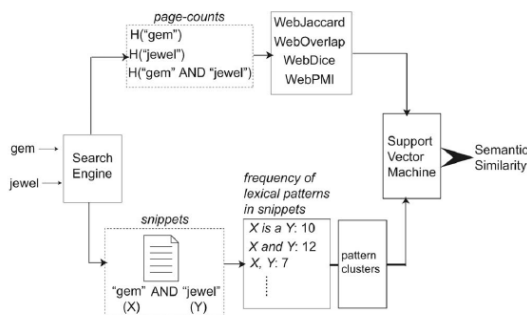 page-counts
H("gem")
H("jewel")
H("gem" AND "jewel")
WebJaccard
WebOverlap
WebDice
WebPMI
gem
jewel
Search
Engine
Support
Vector
Machine
Semantic
Similarity
snippets
"gem" AND "jewel"
(X) (Y)
frequency of
lexical patterns
in snippets
X is a Y: 10
X and Y: 12
X, Y: 7
pattern
clusters